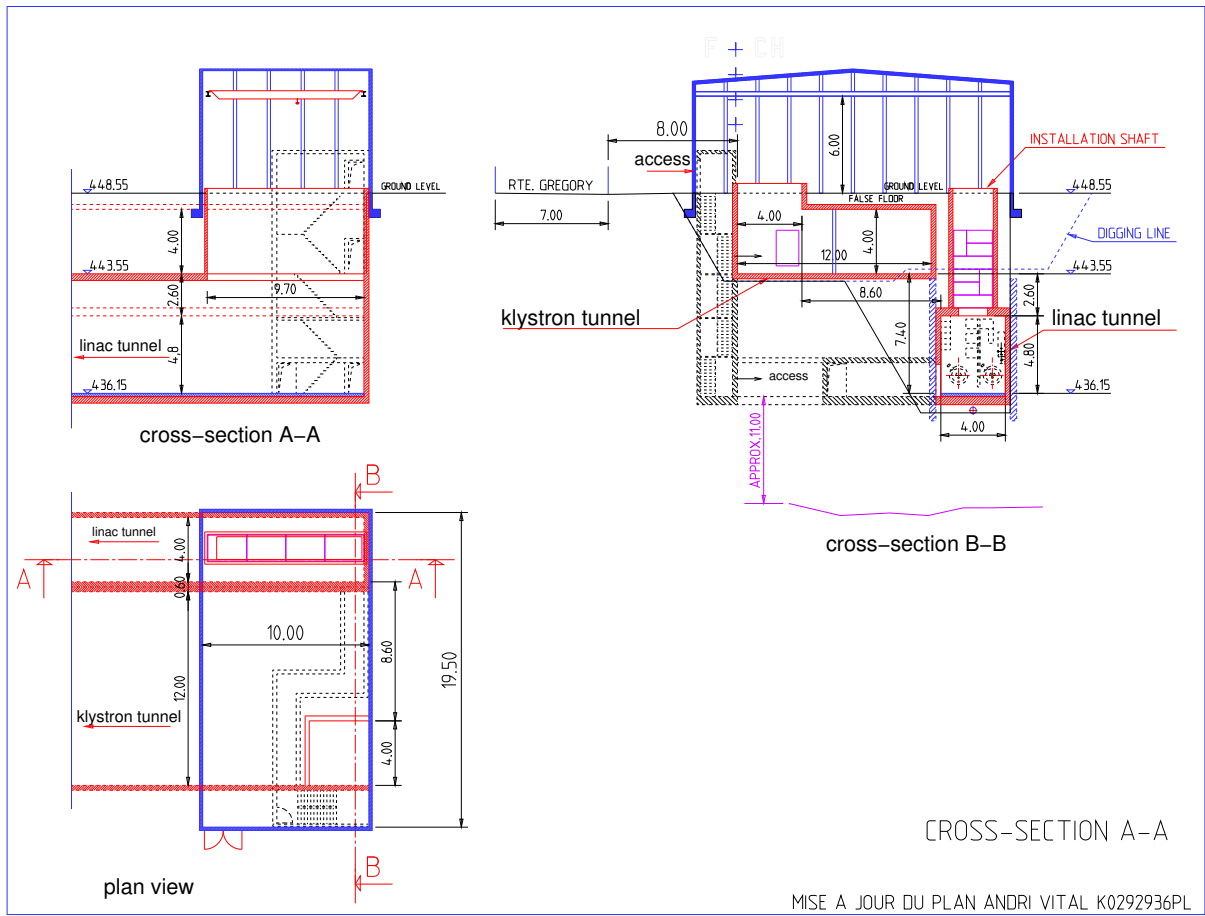 448.55
GROUND LEVEL
4.00
443.55
2.60
9.70
linac tunnel
4,8
436.15
cross-section A-A
F + CH
8.00
access
6.00
INSTALLATION SHAFT
RTE. GREGORY
GROUND LEVEL
448.55
FALSE FLOOR
7.00
4.00
4.00
DIGGING LINE
12.00
443.55
8.60
2.60
klystron tunnel
linac tunnel
7.40
4.80
access
436.15
4.00
APPROX.11.00
cross-section B-B
B
linac tunnel
4.00
A
A
0.60
10.00
8.60
19.50
12.00
klystron tunnel
4.00
B
plan view
CROSS-SECTION A-A
MISE A JOUR DU PLAN ANDRI VITAL K0292936PL